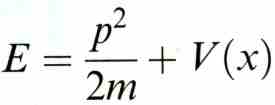 E = p²/2m + V(x)